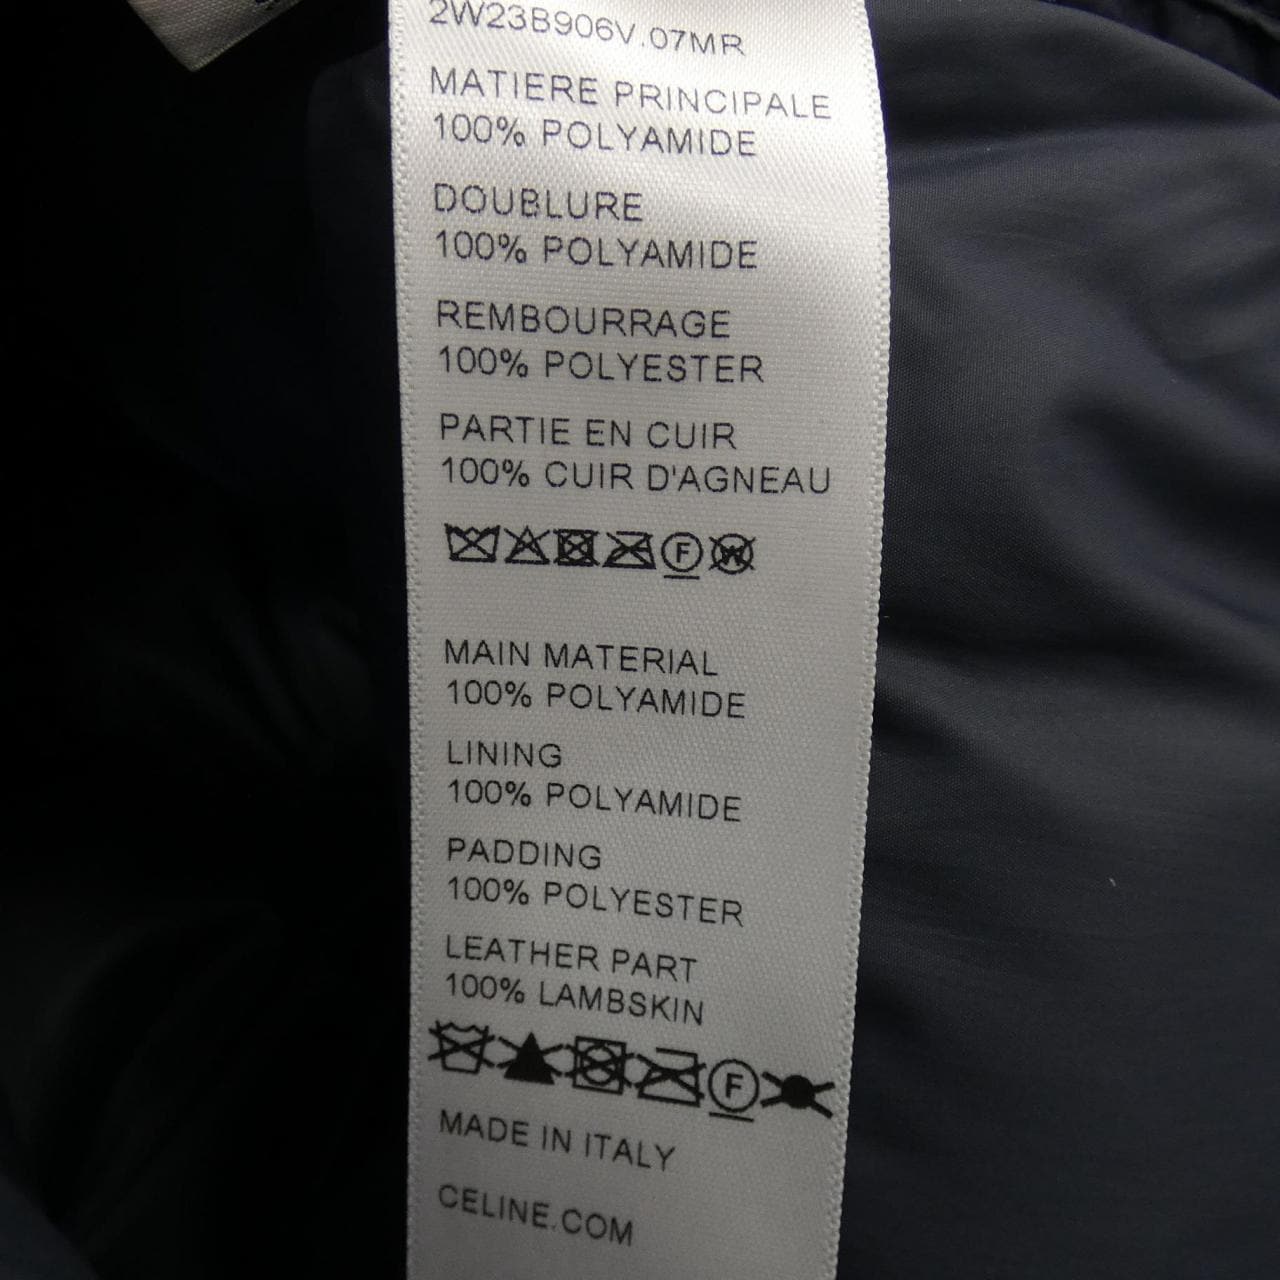 2W23B906V.07MR
MATIERE PRINCIPALE
100% POLYAMIDE
DOUBLURE
100% POLYAMIDE
REMBOURRAGE
100% POLYESTER
PARTIE EN CUIR
100% CUIR D'AGNEAU
F W
MAIN MATERIAL
100% POLYAMIDE
LINING
100% POLYAMIDE
PADDING
100% POLYESTER
LEATHER PART
100% LAMBSKIN
F
MADE IN ITALY
CELINE.COM